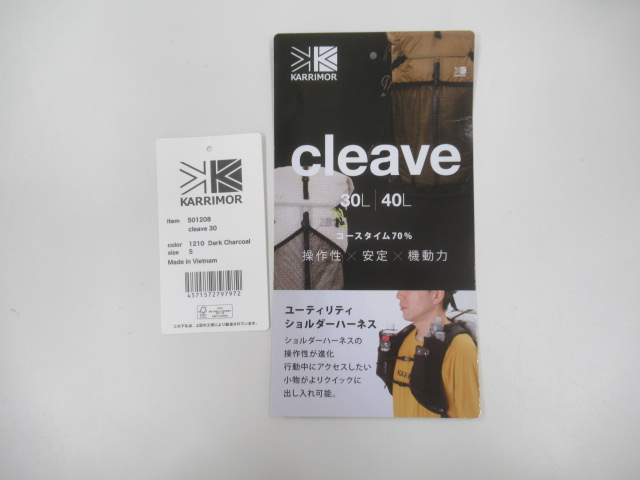 KARRIMOR
Item 501208
cleave 30
color 1210 Dark Charcoal
size S
Made in Vietnam
4571572797972
FSC
KARRIMOR
cleave
30L | 40L
コースタイム70%
操作性×安定×機動力
ユーティリティ
ショルダーハーネス
ショルダーハーネスの
操作性が進化
行動中にアクセスしたい
小物がよりクイックに
出し入れ可能。
KARRIMOR